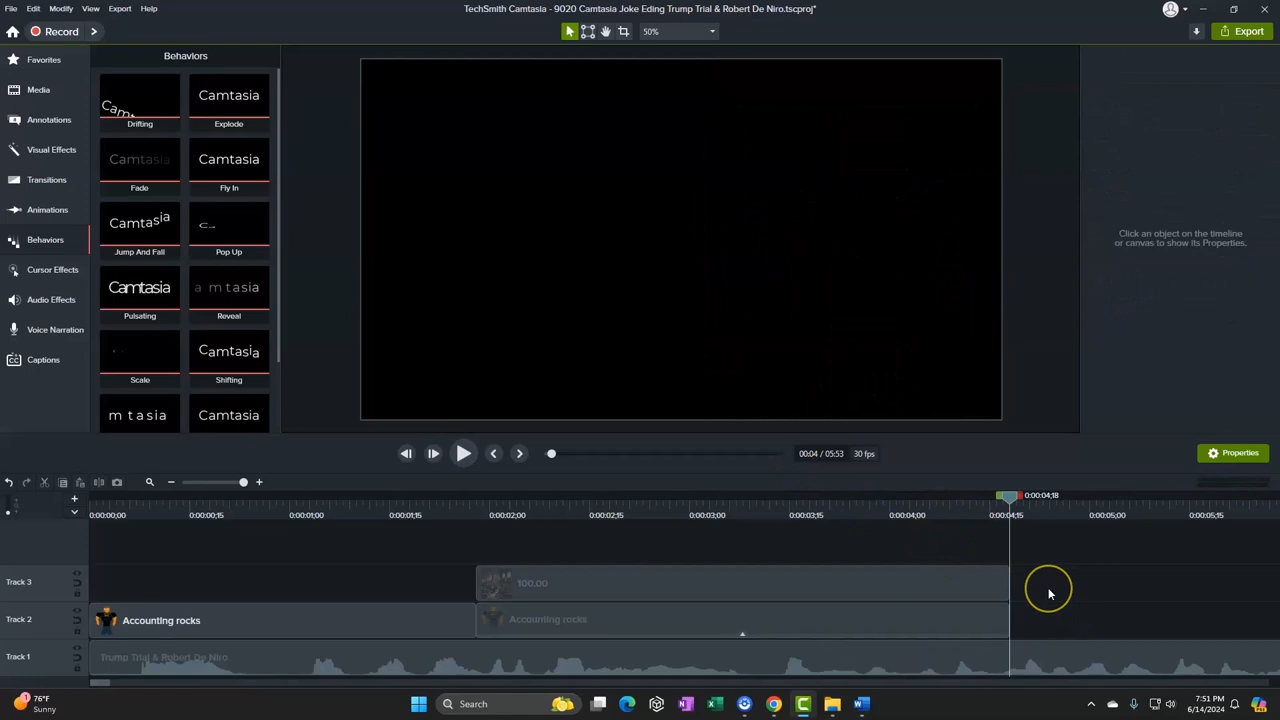 File Edit Modify View Export Help TechSmith Camtasia - 9020 Camtasia Joke Eding Trump Trial & Robert De Niro.tscproj*
Record 50% Export
Favorites
Media
Annotations
Visual Effects
Transitions
Animations
Behaviors
Cursor Effects
Audio Effects
Voice Narration
Captions
Behaviors
Camtasia
Drifting Explode
Camtasia Camtasia
Fade Fly In
Camtasia
Jump And Fall Pop Up
Camtasia a m t a s i a
Pulsating Reveal
Camtasia
Scale Shifting
m t a s i a Camtasia
Click an object on the timeline
or canvas to show its Properties.
00:04 / 05:53 30 fps
Properties
0:00:04;18
0:00:00;00 0:00:00;15 0:00:01;00 0:00:01;15 0:00:02;00 0:00:02;15 0:00:03;00 0:00:03;15 0:00:04;00 0:00:04;15 0:00:05;00 0:00:05;15
Track 3 100.00
Track 2 Accounting rocks Accounting rocks
Track 1 Trump Trial & Robert De Niro
1 76°F
Sunny
Search
7:51 PM
6/14/2024